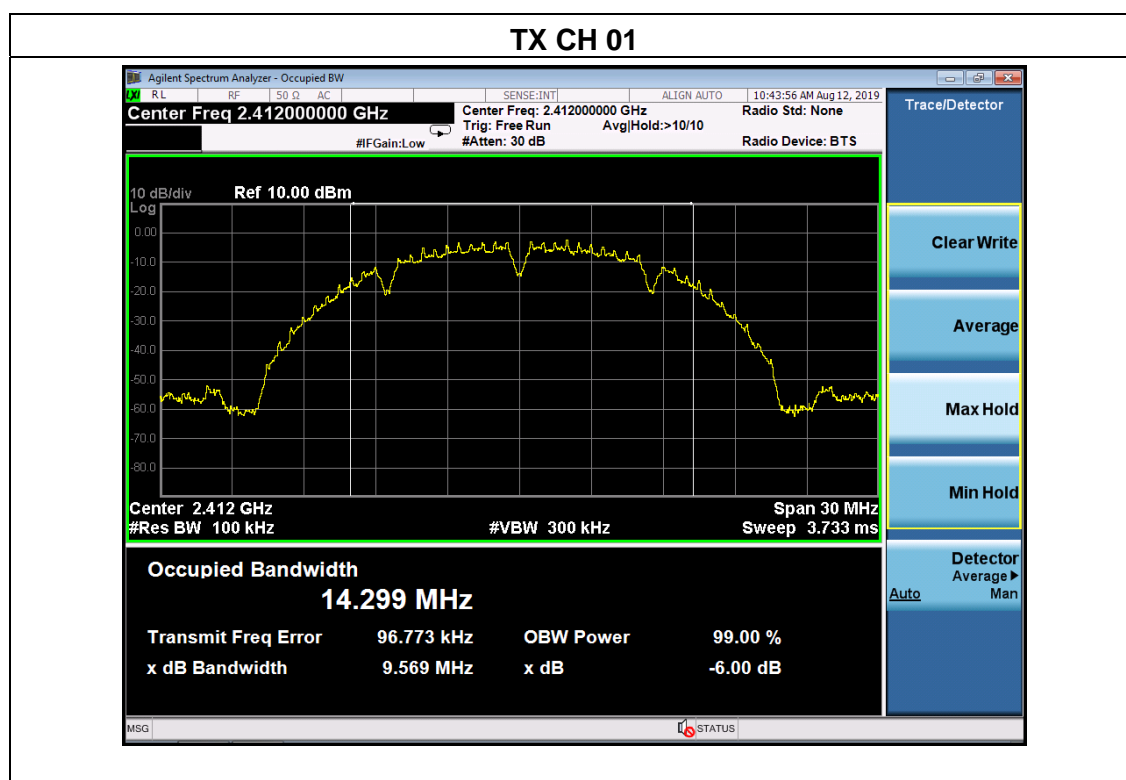 TX CH 01
Agilent Spectrum Analyzer - Occupied BW
LXI RL RF 50 Ω AC SENSE:INT ALIGN AUTO 10:43:56 AM Aug 12, 2019
Center Freq 2.412000000 GHz
Center Freq: 2.412000000 GHz Radio Std: None
Trig: Free Run Avg|Hold:>10/10
#IFGain:Low #Atten: 30 dB Radio Device: BTS
10 dB/div Ref 10.00 dBm
Log
0.00
-10.0
-20.0
-30.0
-40.0
-50.0
-60.0
-70.0
-80.0
Center 2.412 GHz Span 30 MHz
#Res BW 100 kHz #VBW 300 kHz Sweep 3.733 ms
Occupied Bandwidth
14.299 MHz
Transmit Freq Error 96.773 kHz OBW Power 99.00 %
x dB Bandwidth 9.569 MHz x dB -6.00 dB
MSG STATUS
Trace/Detector
Clear Write
Average
Max Hold
Min Hold
Detector
Average▶
Auto Man